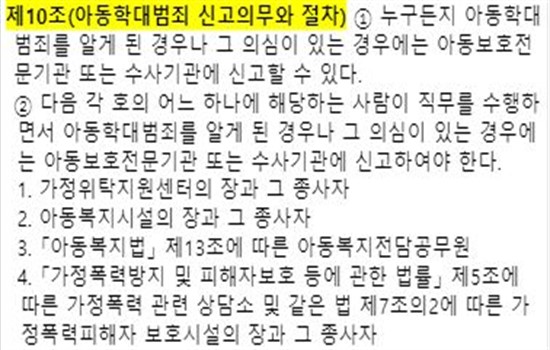 제10조(아동학대범죄 신고의무와 절차) ① 누구든지 아동학대
범죄를 알게 된 경우나 그 의심이 있는 경우에는 아동보호전
문기관 또는 수사기관에 신고할 수 있다.
② 다음 각 호의 어느 하나에 해당하는 사람이 직무를 수행하
면서 아동학대범죄를 알게 된 경우나 그 의심이 있는 경우에
는 아동보호전문기관 또는 수사기관에 신고하여야 한다.
1. 가정위탁지원센터의 장과 그 종사자
2. 아동복지시설의 장과 그 종사자
3. 「아동복지법」 제13조에 따른 아동복지전담공무원
4. 「가정폭력방지 및 피해자보호 등에 관한 법률」 제5조에
따른 가정폭력 관련 상담소 및 같은 법 제7조의2에 따른 가
정폭력피해자 보호시설의 장과 그 종사자